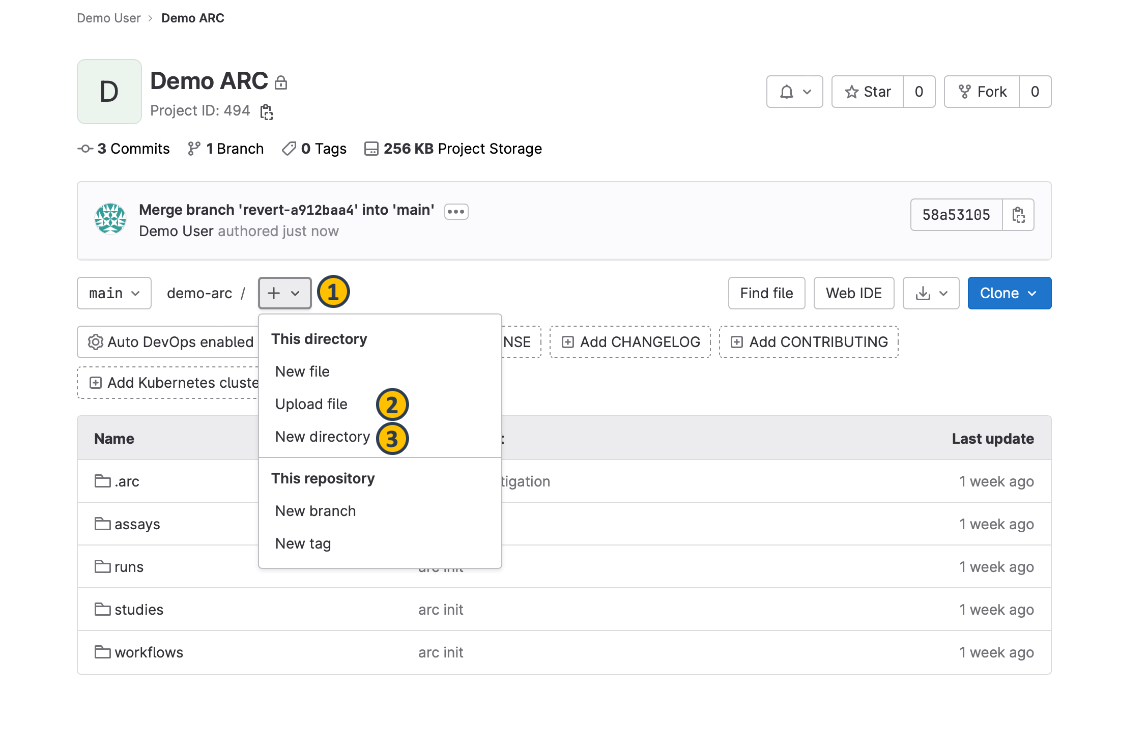 Demo User › Demo ARC
D
Demo ARC
Project ID: 494
Star 0
Fork 0
3 Commits 1 Branch 0 Tags 256 KB Project Storage
Merge branch 'revert-a912baa4' into 'main' •••
Demo User authored just now
58a53105
main
demo-arc / +
1
Find file
Web IDE
Clone
Auto DevOps enabled
NSE
Add CHANGELOG
Add CONTRIBUTING
Add Kubernetes cluste
This directory
New file
Upload file 2
New directory 3
This repository
New branch
New tag
Name
Last update
.arc tigation 1 week ago
assays 1 week ago
runs arc init 1 week ago
studies arc init 1 week ago
workflows arc init 1 week ago